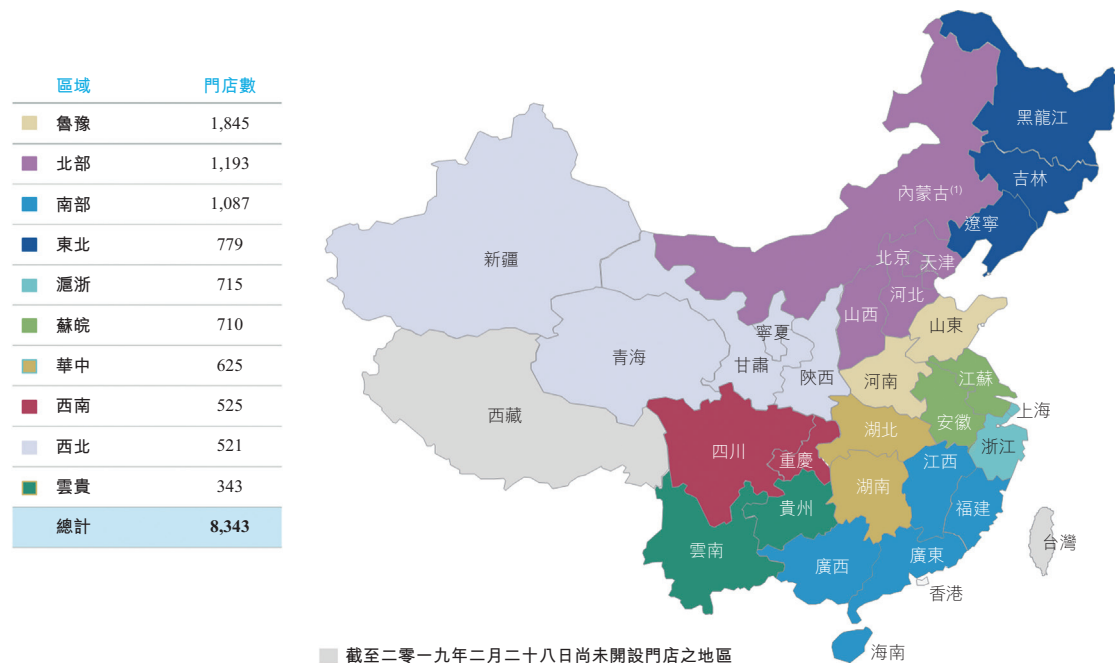 區域 門店數
魯豫 1,845
北部 1,193
南部 1,087
東北 779
滬浙 715
蘇皖 710
華中 625
西南 525
西北 521
雲貴 343
總計 8,343
黑龍江
吉林
內蒙古(1)
遼寧
新疆
北京
天津
河北
山西
寧夏
山東
青海
甘肅
陝西
河南
江蘇
西藏
上海
安徽
湖北
四川
浙江
重慶
江西
湖南
貴州
福建
雲南
台灣
廣東
廣西
香港
海南
截至二零一九年二月二十八日尚未開設門店之地區